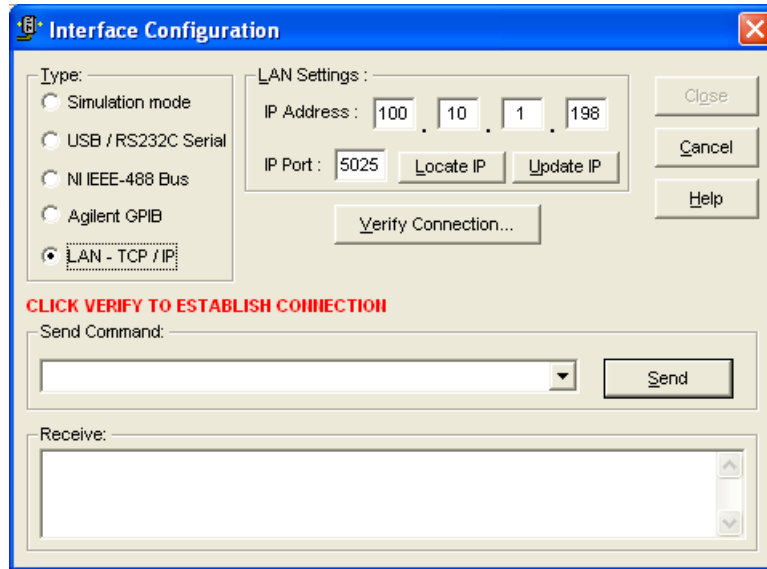 Interface Configuration
Type:
Simulation mode
USB / RS232C Serial
NI IEEE-488 Bus
Agilent GPIB
LAN - TCP / IP
LAN Settings :
IP Address : 100 . 10 . 1 . 198
IP Port : 5025 Locate IP Update IP
Verify Connection...
Close
Cancel
Help
CLICK VERIFY TO ESTABLISH CONNECTION
Send Command:
Send
Receive: